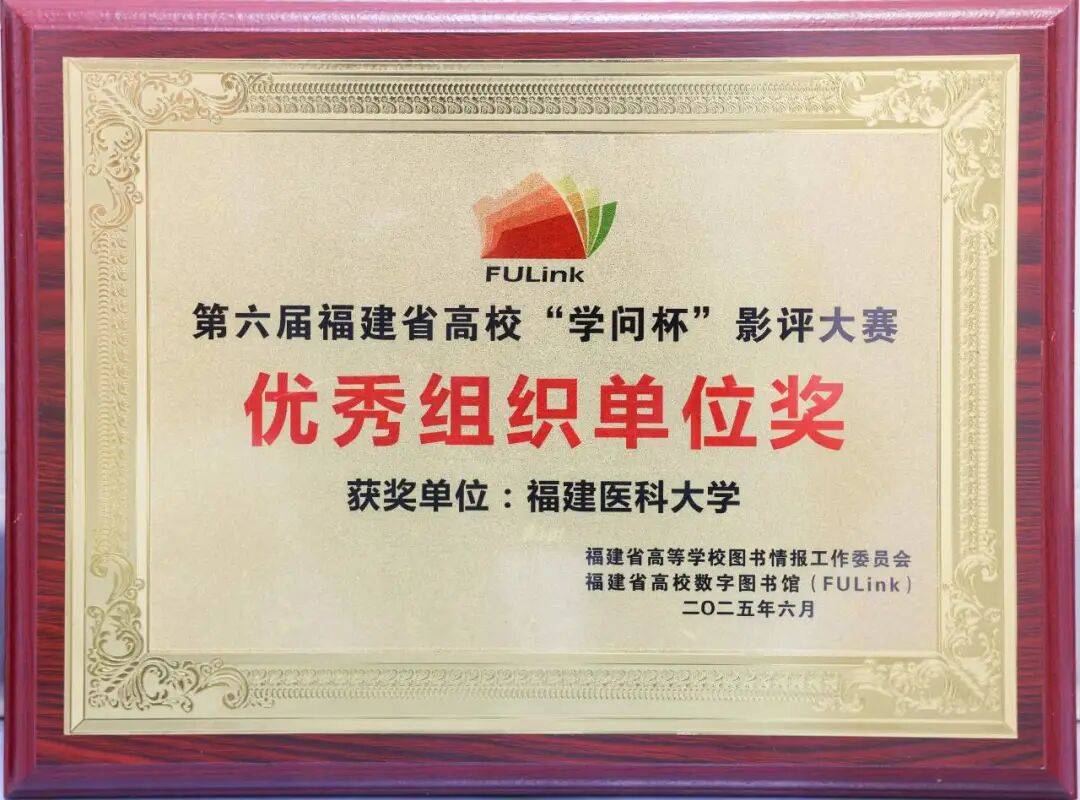 FULink
第六届福建省高校“学问杯”影评大赛
优秀组织单位奖
获奖单位：福建医科大学
福建省高等学校图书情报工作委员会
福建省高校数字图书馆（FULink）
二〇二五年六月